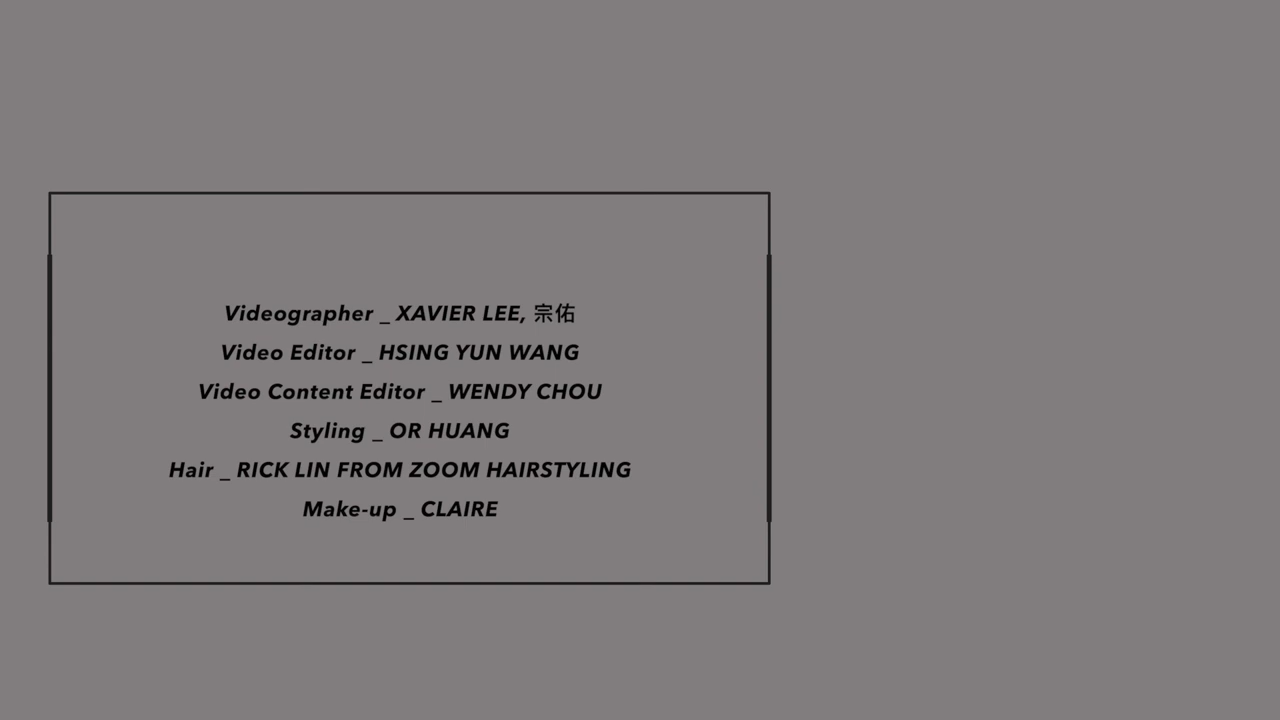 Videographer _ XAVIER LEE, 宗佑
Video Editor _ HSING YUN WANG
Video Content Editor _ WENDY CHOU
Styling _ OR HUANG
Hair _ RICK LIN FROM ZOOM HAIRSTYLING
Make-up _ CLAIRE